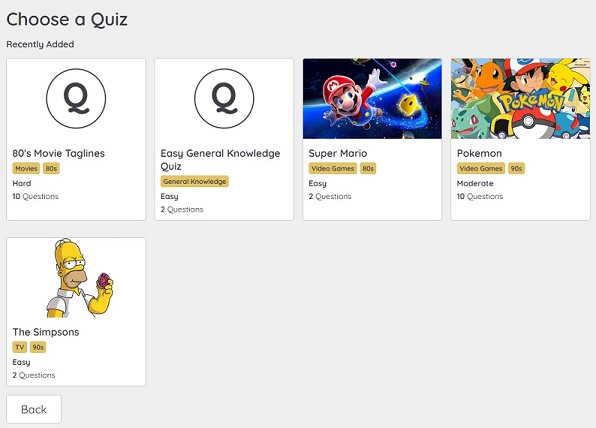 Choose a Quiz
Recently Added
Q
80's Movie Taglines
Movies 80s
Hard
10 Questions
Q
Easy General Knowledge
Quiz
General Knowledge
Easy
2 Questions
Super Mario
Video Games 80s
Easy
2 Questions
POKéMON
Pokemon
Video Games 90s
Moderate
10 Questions
The Simpsons
TV 90s
Easy
2 Questions
Back